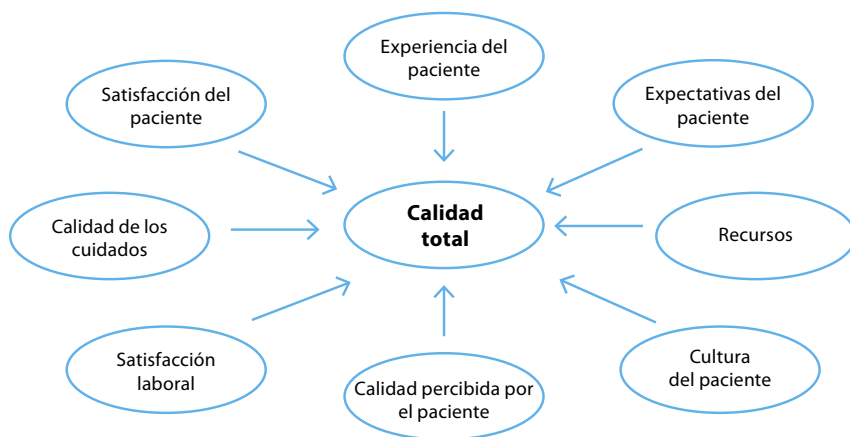 Experiencia del
paciente
Satisfacción del
paciente
Expectativas del
paciente
Calidad de los
cuidados
Calidad
total
Recursos
Satisfacción
laboral
Calidad percibida por
el paciente
Cultura
del paciente